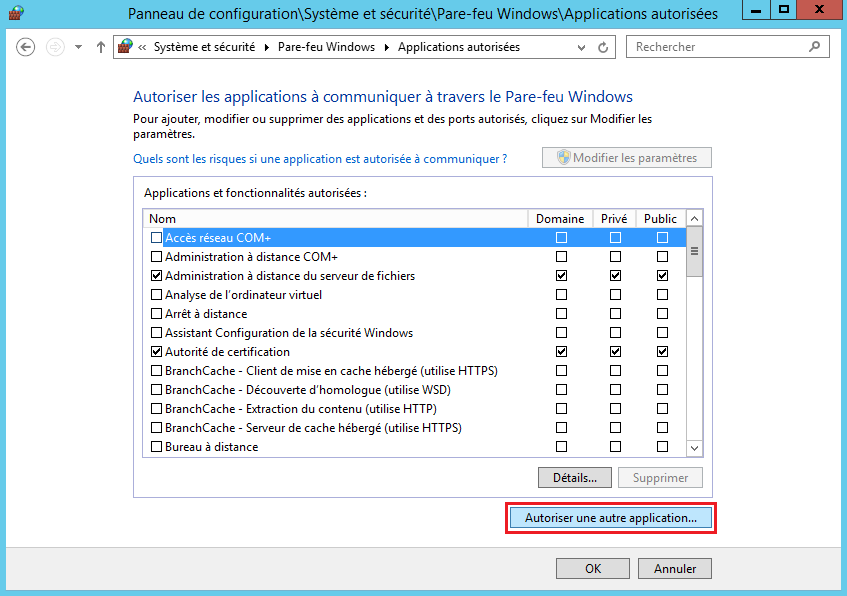 Panneau de configuration\Système et sécurité\Pare-feu Windows\Applications autorisées
« Système et sécurité ▸ Pare-feu Windows ▸ Applications autorisées
Rechercher
Autoriser les applications à communiquer à travers le Pare-feu Windows
Pour ajouter, modifier ou supprimer des applications et des ports autorisés, cliquez sur Modifier les
paramètres.
Quels sont les risques si une application est autorisée à communiquer ?
Modifier les paramètres
Applications et fonctionnalités autorisées :
Nom Domaine Privé Public
Accès réseau COM+
Administration à distance COM+
Administration à distance du serveur de fichiers
Analyse de l'ordinateur virtuel
Arrêt à distance
Assistant Configuration de la sécurité Windows
Autorité de certification
BranchCache - Client de mise en cache hébergé (utilise HTTPS)
BranchCache - Découverte d'homologue (utilise WSD)
BranchCache - Extraction du contenu (utilise HTTP)
BranchCache - Serveur de cache hébergé (utilise HTTPS)
Bureau à distance
Détails... Supprimer
Autoriser une autre application...
OK Annuler